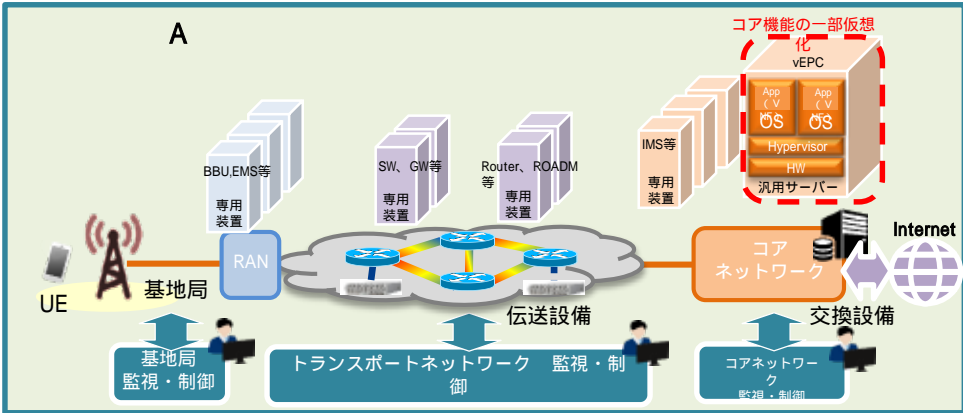 A
コア機能の一部仮想
化
vEPC
App
(V
NF)
OS
App
(V
NF)
OS
Hypervisor
HW
汎用サーバー
IMS等
専用
装置
BBU,EMS等
専用
装置
SW、GW等
専用
装置
Router、ROADM
等
専用
装置
UE
基地局
RAN
伝送設備
コア
ネットワーク
交換設備
Internet
基地局
監視・制御
トランスポートネットワーク 監視・制
御
コアネットワー
ク
監視・制御